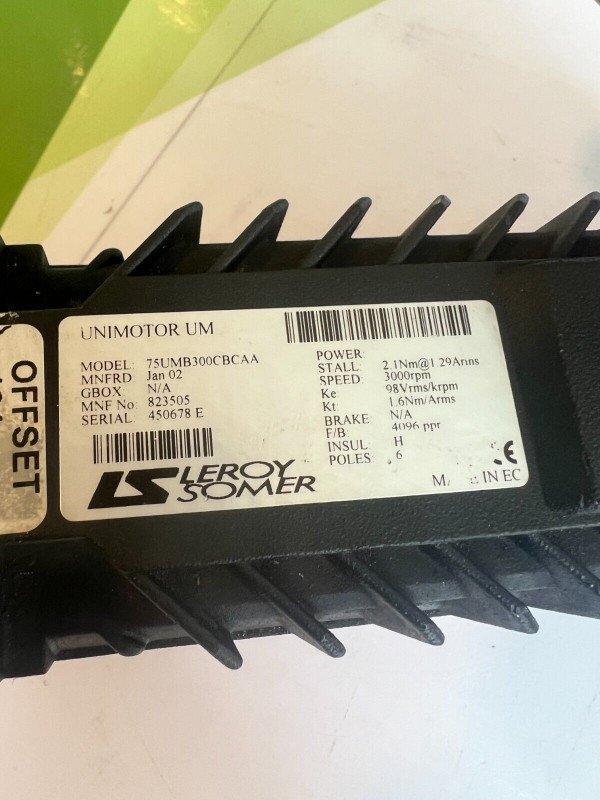 OFFSET
UNIMOTOR UM
MODEL: 75UMB300CBCAA
MNFRD: Jan 02
GBOX: N/A
MNF No: 823505
SERIAL: 450678 E
POWER:
STALL: 2.1Nm@1.29Arms
SPEED 3000rpm
Ke: 98Vrms/krpm
Kt: 1.6Nm/Arms
BRAKE: N/A
F/B: 4096 ppr
INSUL: H
POLES: 6
LS LEROY
SOMER
CE
IN EC